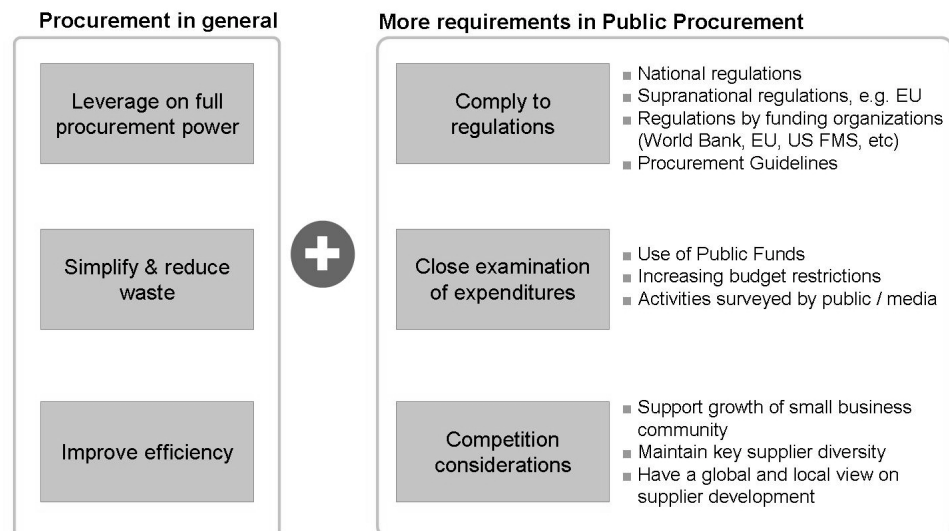 Procurement in general
Leverage on full
procurement power
Simplify & reduce
waste
Improve efficiency
More requirements in Public Procurement
Comply to
regulations
National regulations
Supranational regulations, e.g. EU
Regulations by funding organizations
(World Bank, EU, US FMS, etc)
Procurement Guidelines
Close examination
of expenditures
Use of Public Funds
Increasing budget restrictions
Activities surveyed by public / media
Competition
considerations
Support growth of small business
community
Maintain key supplier diversity
Have a global and local view on
supplier development